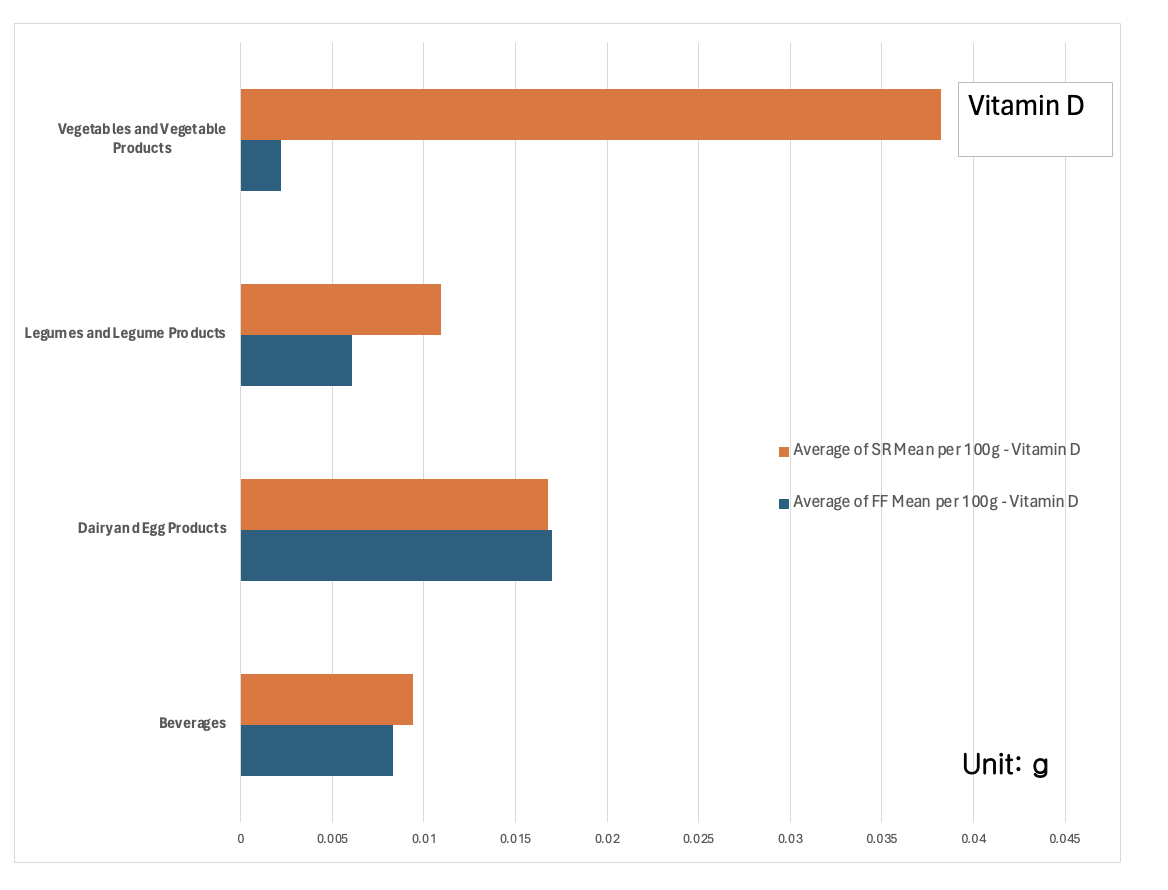 Vitamin D
Vegetables and Vegetable
Products
Legumes and Legume Products
Average of SR Mean per 100g - Vitamin D
Average of FF Mean per 100g - Vitamin D
Dairy and Egg Products
Beverages
Unit: g
0 0.005 0.01 0.015 0.02 0.025 0.03 0.035 0.04 0.045